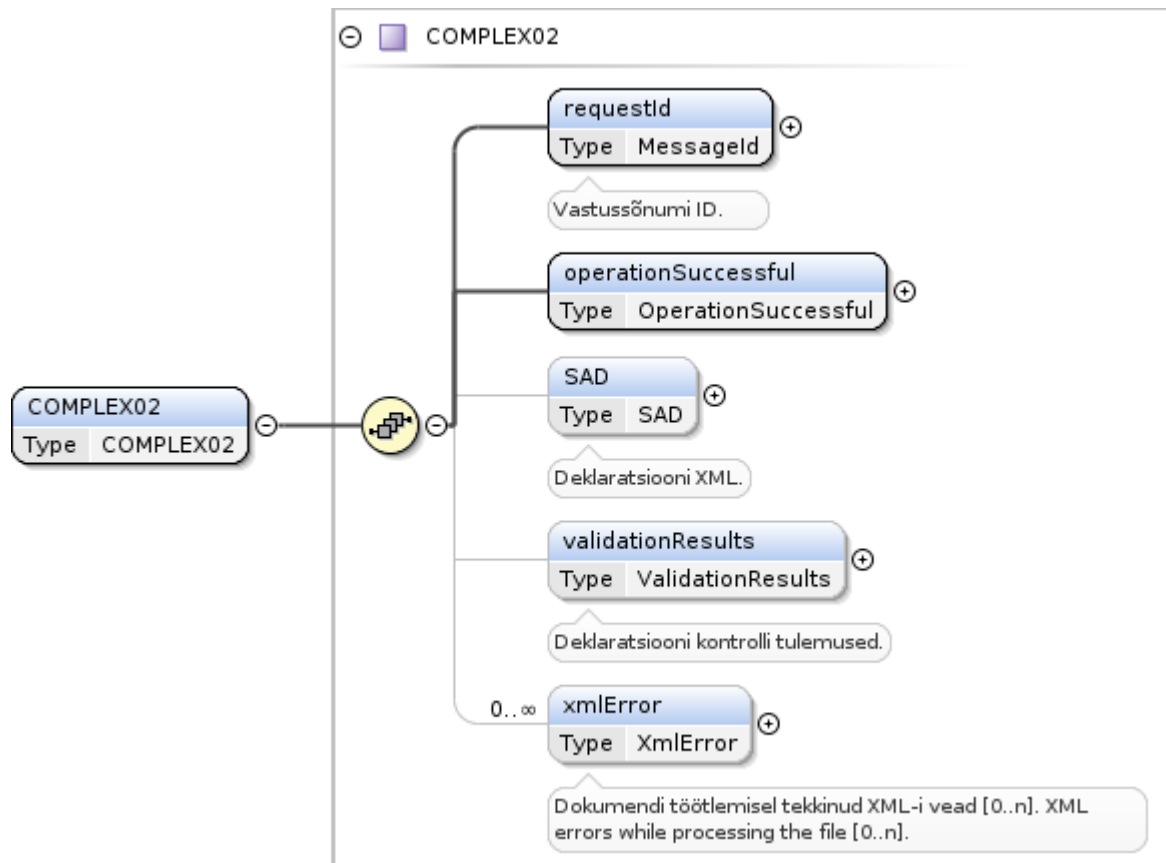 COMPLEX02
requestId
Type MessageId
Vastussõnumi ID.
operationSuccessful
Type OperationSuccessful
SAD
Type SAD
Deklaratsiooni XML.
COMPLEX02
Type COMPLEX02
validationResults
Type ValidationResults
Deklaratsiooni kontrolli tulemused.
0..∞
xmlError
Type XmlError
Dokumendi töötlemisel tekkinud XML-i vead [0..n]. XML
errors while processing the file [0..n].